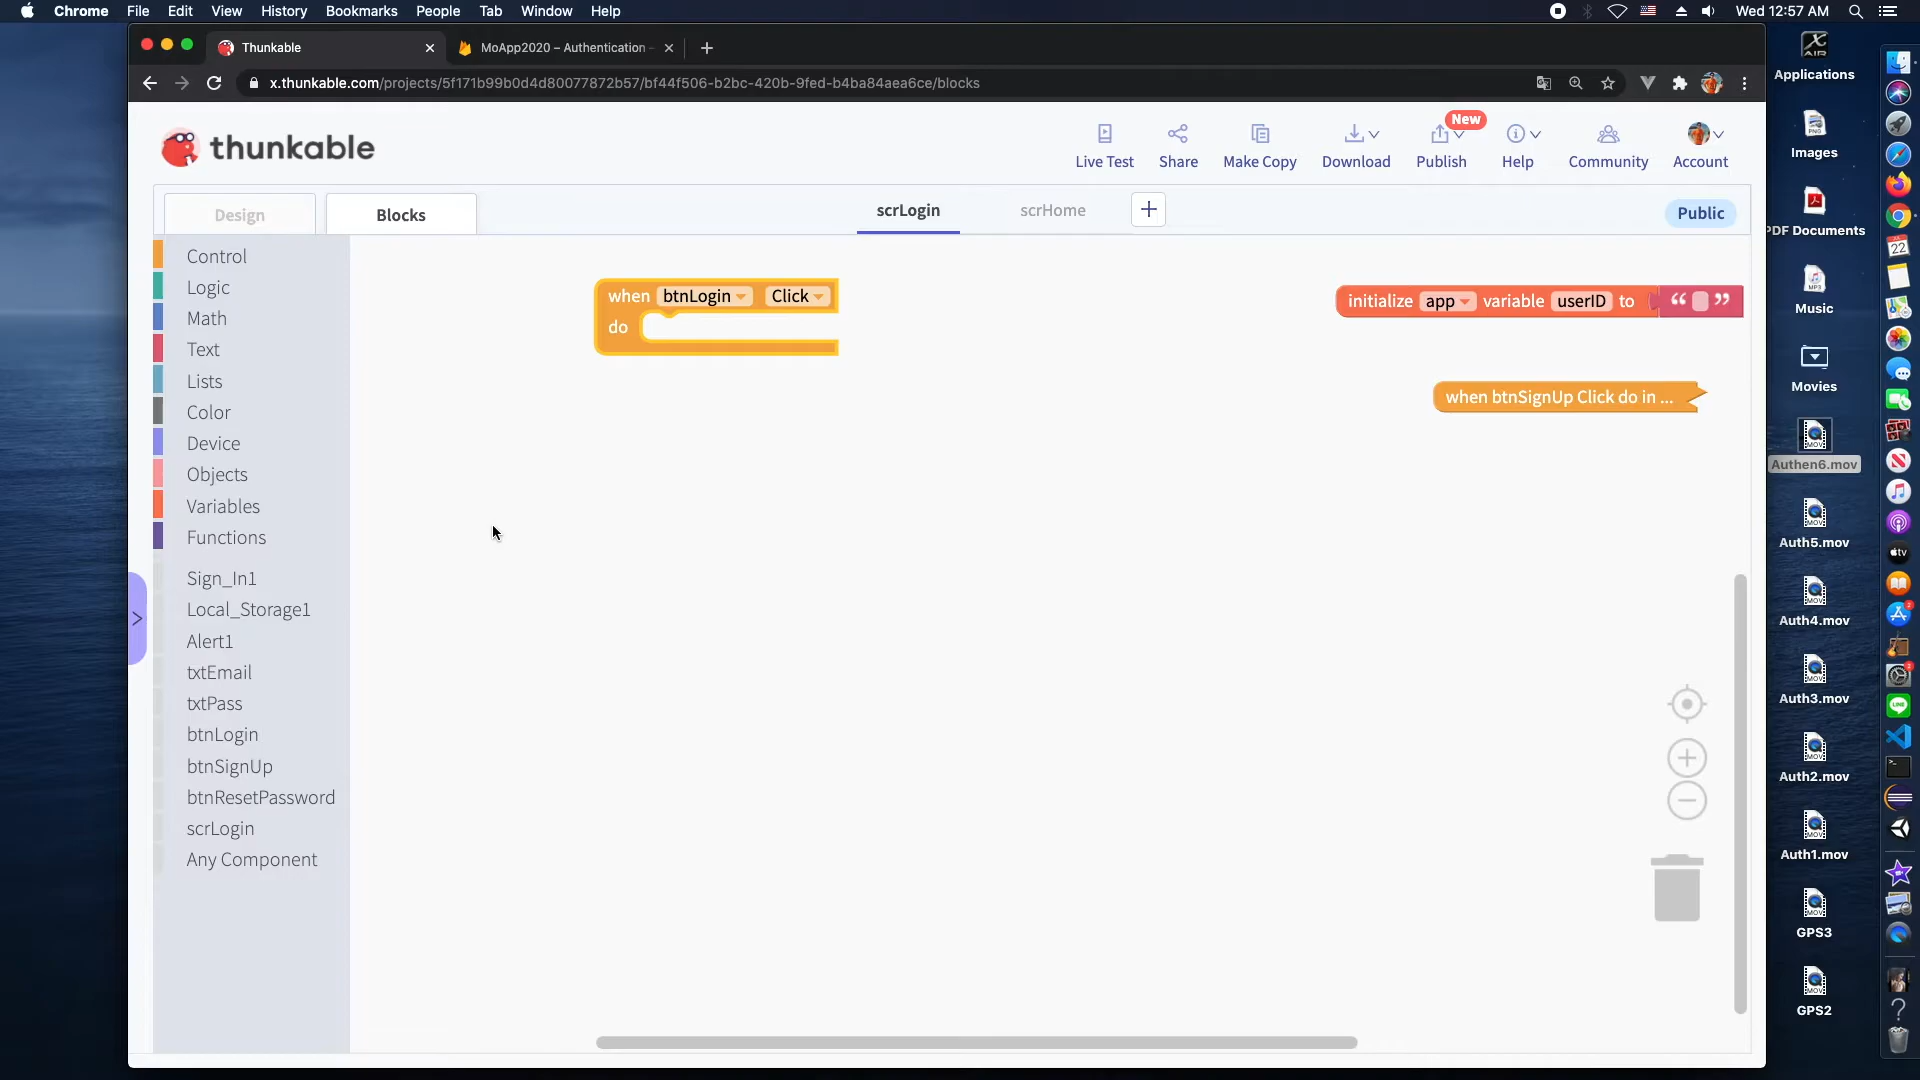 Chrome File Edit View History Bookmarks People Tab Window Help
Wed 12:57 AM
Thunkable
MoApp2020 – Authentication -
x.thunkable.com/projects/5f171b99b0d4d80077872b57/bf44f506-b2bc-420b-9fed-b4ba84aea6ce/blocks
thunkable
Live Test
Share
Make Copy
Download
New
Publish
Help
Community
Account
Design
Blocks
scrLogin
scrHome
+
Public
Control
Logic
Math
Text
Lists
Color
Device
Objects
Variables
Functions
Sign_In1
Local_Storage1
Alert1
txtEmail
txtPass
btnLogin
btnSignUp
btnResetPassword
scrLogin
Any Component
when btnLogin Click
do
initialize app variable userID to “ ”
when btnSignUp Click do in ...
Applications
Images
PDF Documents
Music
Movies
Authen6.mov
Auth5.mov
Auth4.mov
Auth3.mov
Auth2.mov
Auth1.mov
GPS3
GPS2